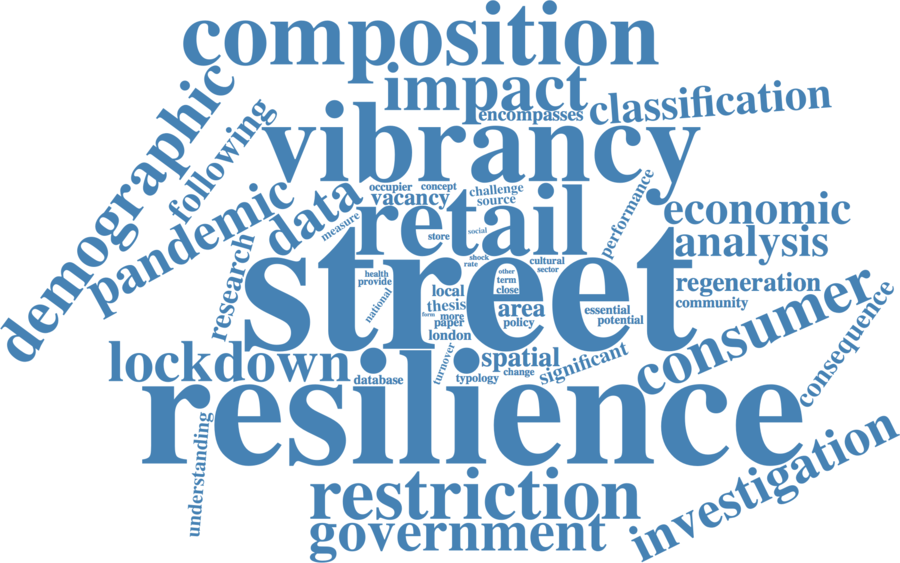 composition
impact
encompasses
classification
demographic
following
vibrancy
pandemic
data
occupier
concept
vacancy
challenge
source
measure
retail
store
social
performance
economic
analysis
research
street
shock
rate
cultural
sector
health
provide
other
term
close
national
local
thesis
form
more
paper
london
area
policy
essential
potential
regeneration
community
consumer
consequence
lockdown
database
turnover
spatial
typology
change
significant
resilience
understanding
restriction
government
investigation